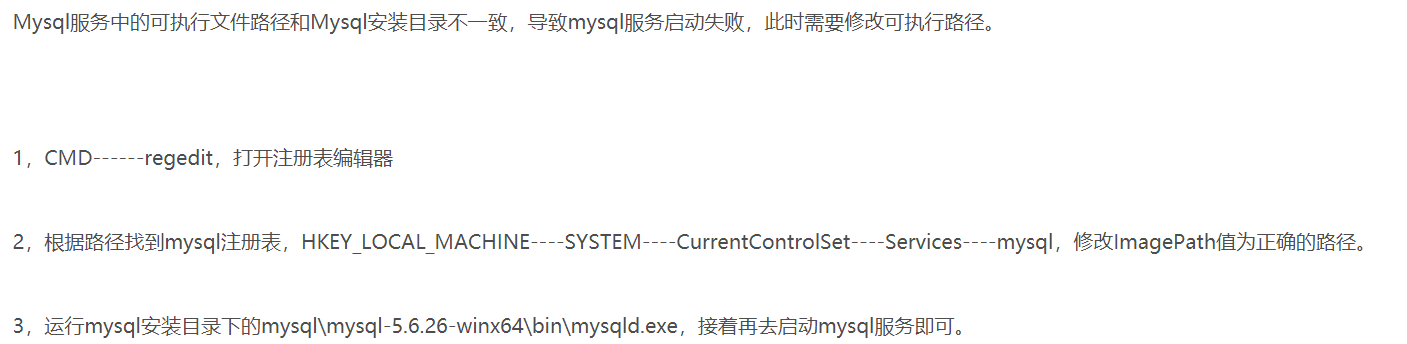 Mysql服务中的可执行文件路径和Mysql安装目录不一致，导致mysql服务启动失败，此时需要修改可执行路径。
1，CMD------regedit，打开注册表编辑器
2，根据路径找到mysql注册表，HKEY_LOCAL_MACHINE----SYSTEM----CurrentControlSet----Services----mysql，修改ImagePath值为正确的路径。
3，运行mysql安装目录下的mysql\mysql-5.6.26-winx64\bin\mysqld.exe，接着再去启动mysql服务即可。